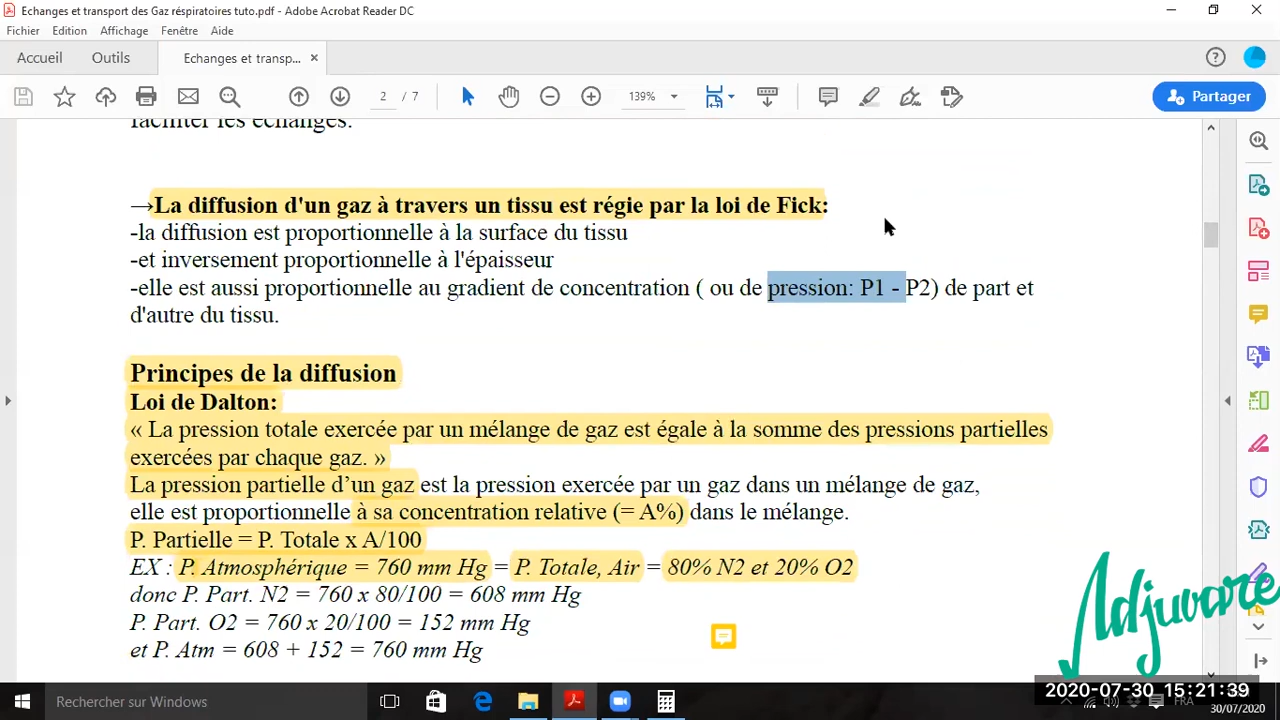 Echanges et transport des Gaz réspiratoires tuto.pdf - Adobe Acrobat Reader DC
Fichier Edition Affichage Fenêtre Aide
Accueil Outils Echanges et transp... ×
2 / 7 139% Partager
faciliter les échanges.
→La diffusion d'un gaz à travers un tissu est régie par la loi de Fick:
-la diffusion est proportionnelle à la surface du tissu
-et inversement proportionnelle à l'épaisseur
-elle est aussi proportionnelle au gradient de concentration ( ou de pression: P1 - P2) de part et
d'autre du tissu.
Principes de la diffusion
Loi de Dalton:
« La pression totale exercée par un mélange de gaz est égale à la somme des pressions partielles
exercées par chaque gaz. »
La pression partielle d’un gaz est la pression exercée par un gaz dans un mélange de gaz,
elle est proportionnelle à sa concentration relative (= A%) dans le mélange.
P. Partielle = P. Totale x A/100
EX : P. Atmosphérique = 760 mm Hg = P. Totale, Air = 80% N2 et 20% O2
donc P. Part. N2 = 760 x 80/100 = 608 mm Hg
P. Part. O2 = 760 x 20/100 = 152 mm Hg
et P. Atm = 608 + 152 = 760 mm Hg
Adjuvare
2020-07-30 15:21:39
Rechercher sur Windows
FRA
30/07/2020